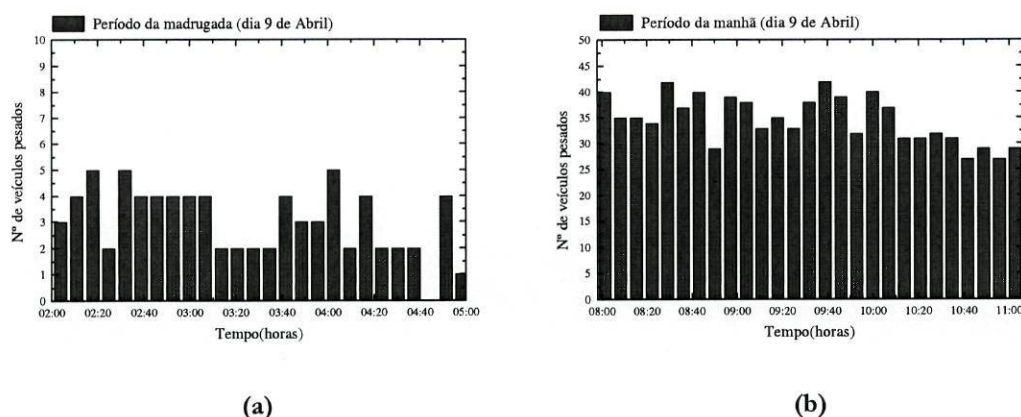 Período da madrugada (dia 9 de Abril)
10
9
8
7
6
5
4
3
2
1
0
Nº de veículos pesados
02:00 02:20 02:40 03:00 03:20 03:40 04:00 04:20 04:40 05:00
Tempo(horas)
(a)
Período da manhã (dia 9 de Abril)
50
45
40
35
30
25
20
15
10
5
0
Nº de veículos pesados
08:00 08:20 08:40 09:00 09:20 09:40 10:00 10:20 10:40 11:00
Tempo(horas)
(b)